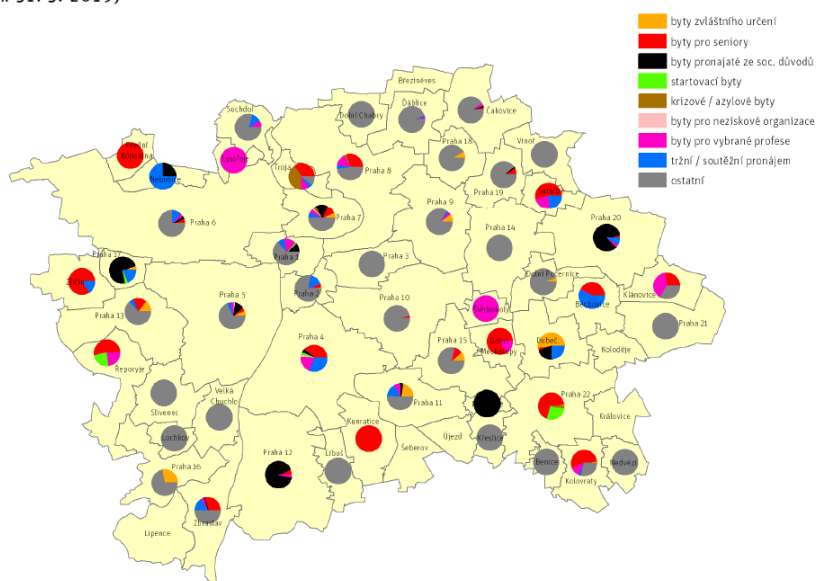 k 31. 3. 2019)
byty zvláštního určení
byty pro seniory
byty pronajaté ze soc. důvodů
startovací byty
krizové / azylové byty
byty pro neziskové organizace
byty pro vybrané profese
tržní / soutěžní pronájem
ostatní
Březiněves
Suchdol
Dolní Chabry
Ďáblice
Čakovice
Přední
Kopanina
Nebušice
Lysolaje
Troja
Praha 8
Praha 18
Vinoř
Praha 19
Satalice
Praha 6
Praha 7
Praha 9
Praha 20
Praha 14
Praha 17
Praha 1
Praha 3
Zličín
Praha 2
Dolní Počernice
Běchovice
Klánovice
Praha 13
Praha 5
Praha 10
Štěrboholy
Praha 21
Praha 4
Praha 15
Dolní
Měcholupy
Dubeč
Koloděje
Řeporyje
Slivenec
Velká
Chuchle
Praha 11
Praha 22
Královice
Lochkov
Kunratice
Šeberov
Újezd
Křeslice
Praha 12
Libuš
Benice
Kolovraty
Nedvězí
Praha 16
Zbraslav
Lipence